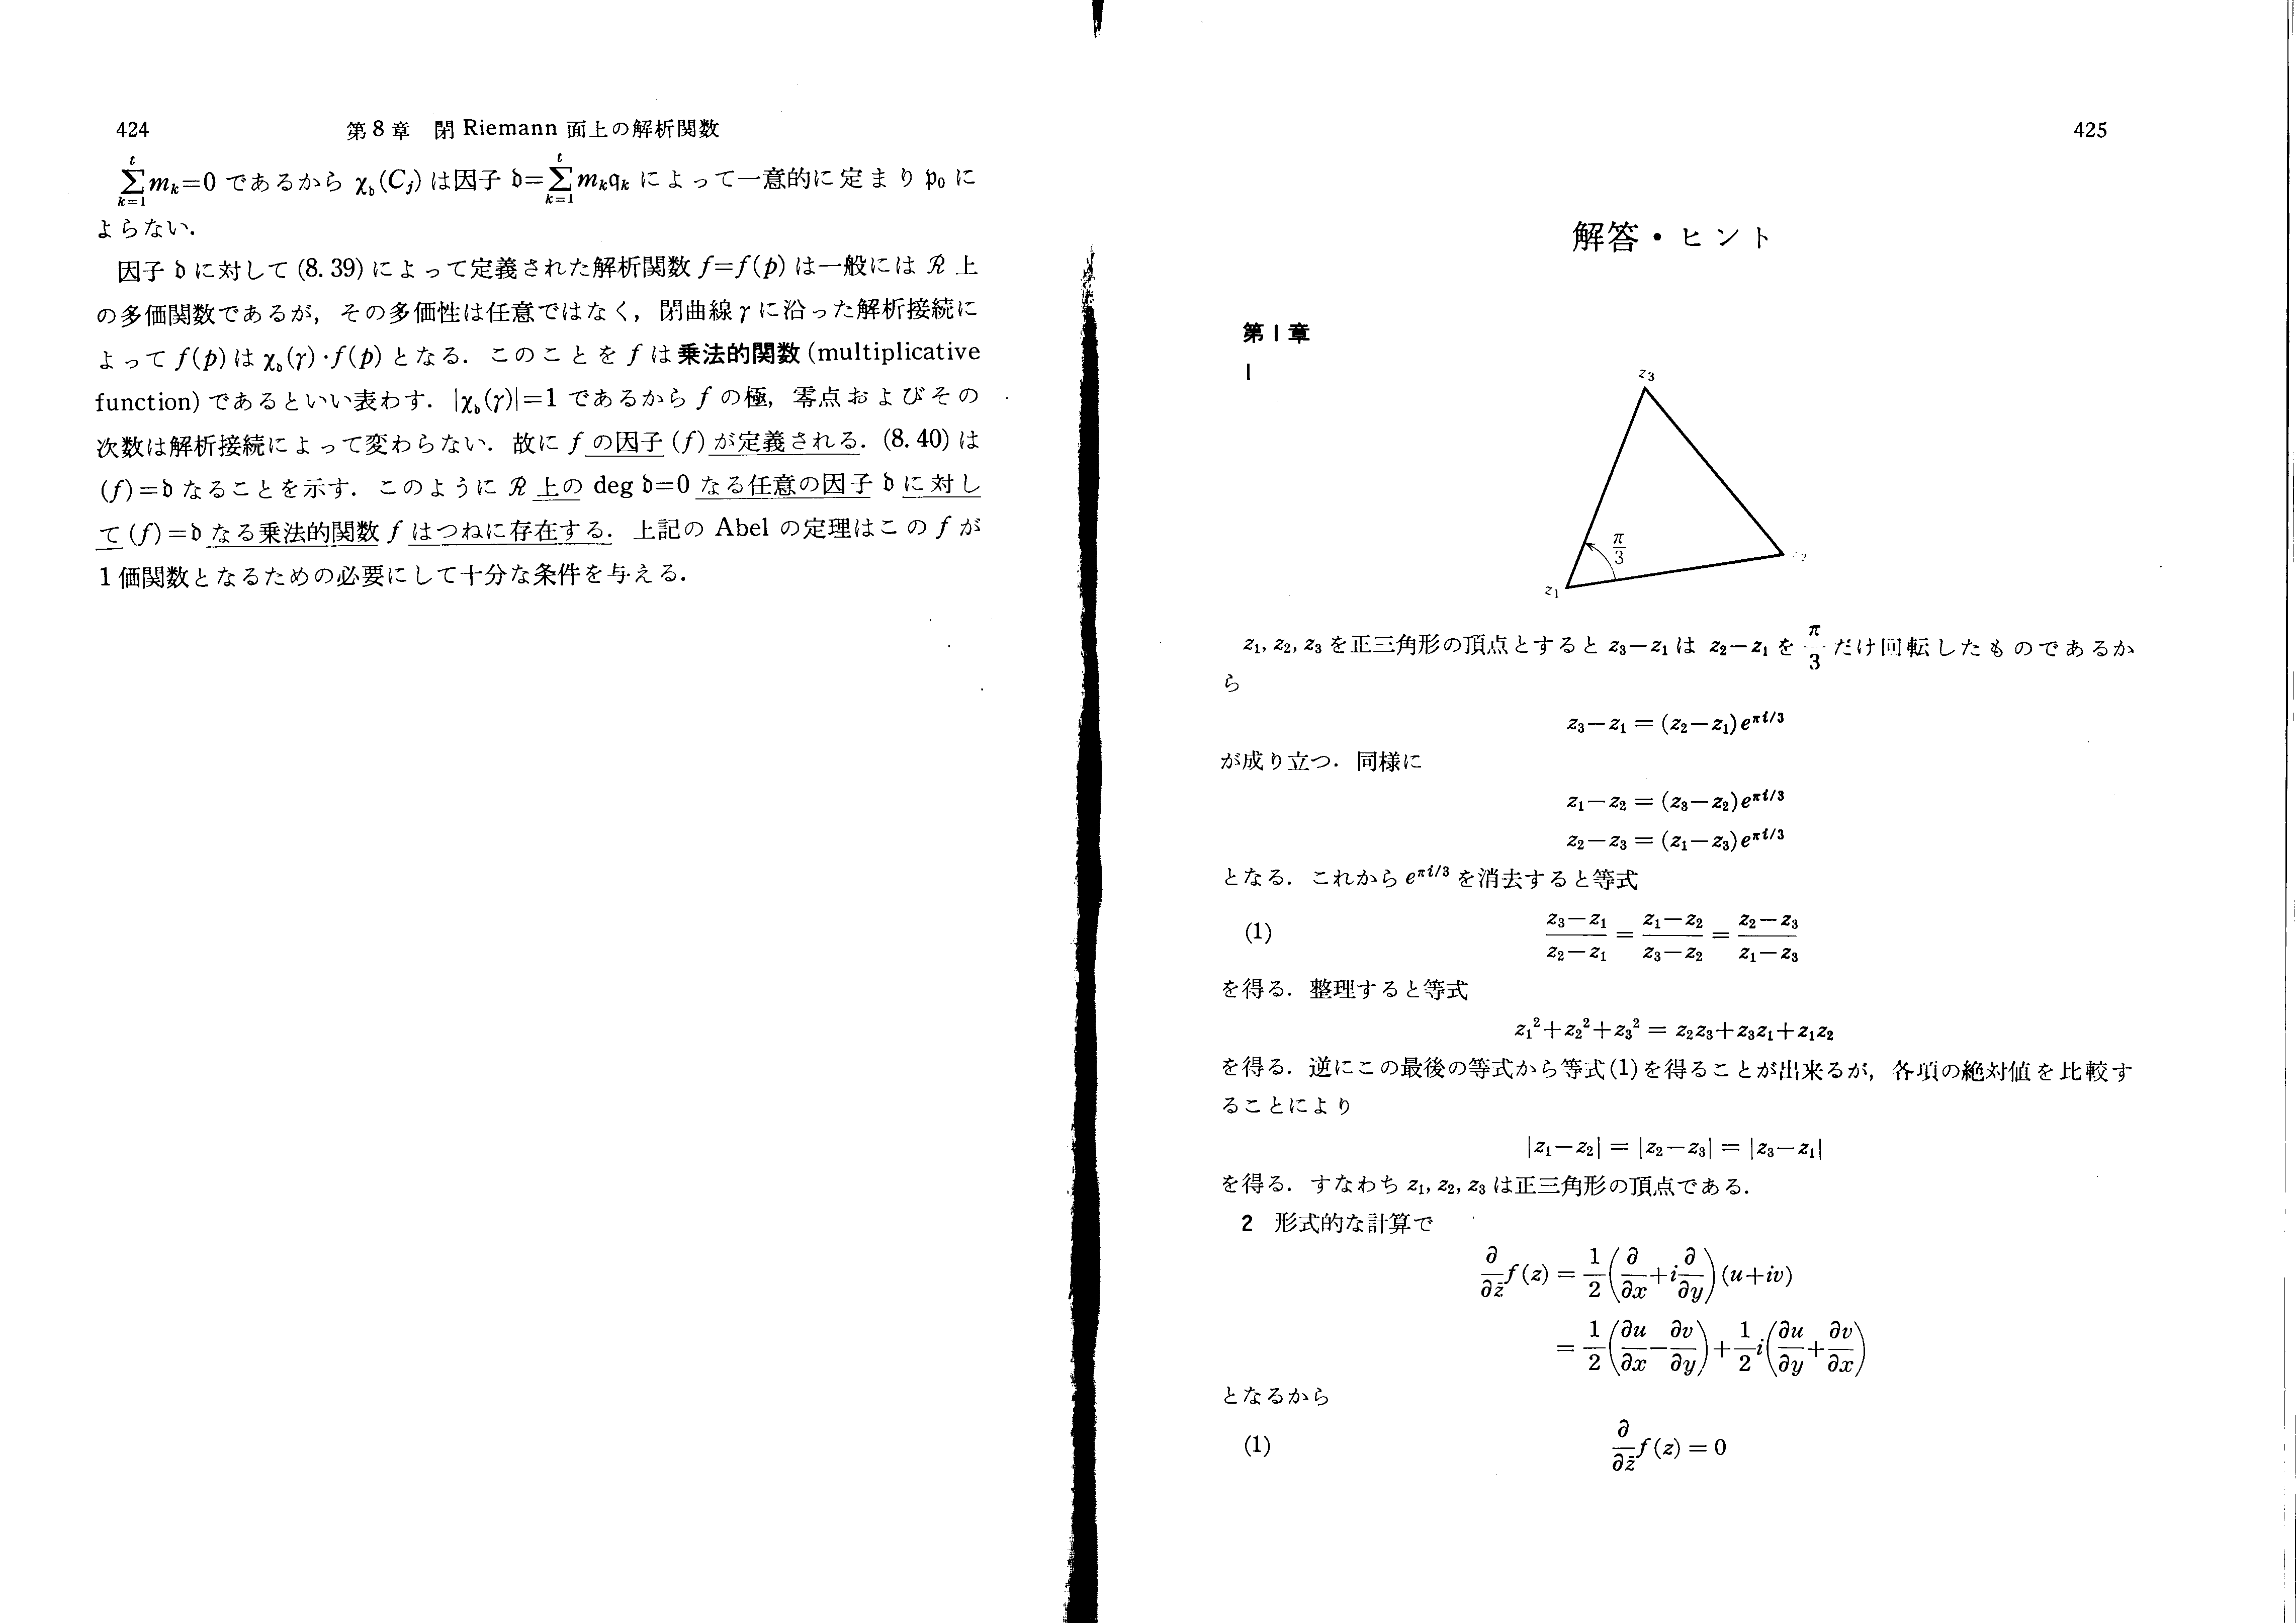 424 第8章 閉 Riemann 面上の解析関数
$\sum_{k=1}^{t} m_k=0$ であるから $\chi_\mathfrak{d}(C_j)$ は因子 $\mathfrak{d}=\sum_{k=1}^{t} m_k\mathfrak{q}_k$ によって一意的に定まり $\mathfrak{p}_0$ に
よらない.
因子 $\mathfrak{d}$ に対して (8.39) によって定義された解析関数 $f=f(p)$ は一般には $\mathcal{R}$ 上
の多価関数であるが, その多価性は任意ではなく, 閉曲線 $\gamma$ に沿った解析接続に
よって $f(p)$ は $\chi_\mathfrak{d}(\gamma)\cdot f(p)$ となる. このことを $f$ は乗法的関数 (multiplicative
function) であるといい表わす. $|\chi_\mathfrak{d}(\gamma)|=1$ であるから $f$ の極, 零点およびその
次数は解析接続によって変わらない. 故に $f$ の因子 $(f)$ が定義される. (8.40) は
$(f)=\mathfrak{d}$ なることを示す. このように $\mathcal{R}$ 上の deg $\mathfrak{d}=0$ なる任意の因子 $\mathfrak{d}$ に対し
て $(f)=\mathfrak{d}$ なる乗法的関数 $f$ はつねに存在する. 上記の Abel の定理はこの $f$ が
1価関数となるための必要にして十分な条件を与える.
425
解答・ヒント
第1章
1
$z_3$
$\frac{\pi}{3}$
$z_1$
$z_1, z_2, z_3$ を正三角形の頂点とすると $z_3-z_1$ は $z_2-z_1$ を $\frac{\pi}{3}$ だけ回転したものであるか
ら
$z_3-z_1 = (z_2-z_1)e^{\pi i/3}$
が成り立つ. 同様に
$z_1-z_2 = (z_3-z_2)e^{\pi i/3}$
$z_2-z_3 = (z_1-z_3)e^{\pi i/3}$
となる. これから $e^{\pi i/3}$ を消去すると等式
(1) $\frac{z_3-z_1}{z_2-z_1} = \frac{z_1-z_2}{z_3-z_2} = \frac{z_2-z_3}{z_1-z_3}$
を得る. 整理すると等式
$z_1^2+z_2^2+z_3^2 = z_2z_3+z_3z_1+z_1z_2$
を得る. 逆にこの最後の等式から等式(1)を得ることが出来るが, 各項の絶対値を比較す
ることにより
$|z_1-z_2| = |z_2-z_3| = |z_3-z_1|$
を得る. すなわち $z_1, z_2, z_3$ は正三角形の頂点である.
2 形式的な計算で
$\frac{\partial}{\partial \bar{z}}f(z) = \frac{1}{2}\left(\frac{\partial}{\partial x}+i\frac{\partial}{\partial y}\right)(u+iv)$
$= \frac{1}{2}\left(\frac{\partial u}{\partial x}-\frac{\partial v}{\partial y}\right)+\frac{1}{2}i\left(\frac{\partial u}{\partial y}+\frac{\partial v}{\partial x}\right)$
となるから
(1) $\frac{\partial}{\partial \bar{z}}f(z) = 0$